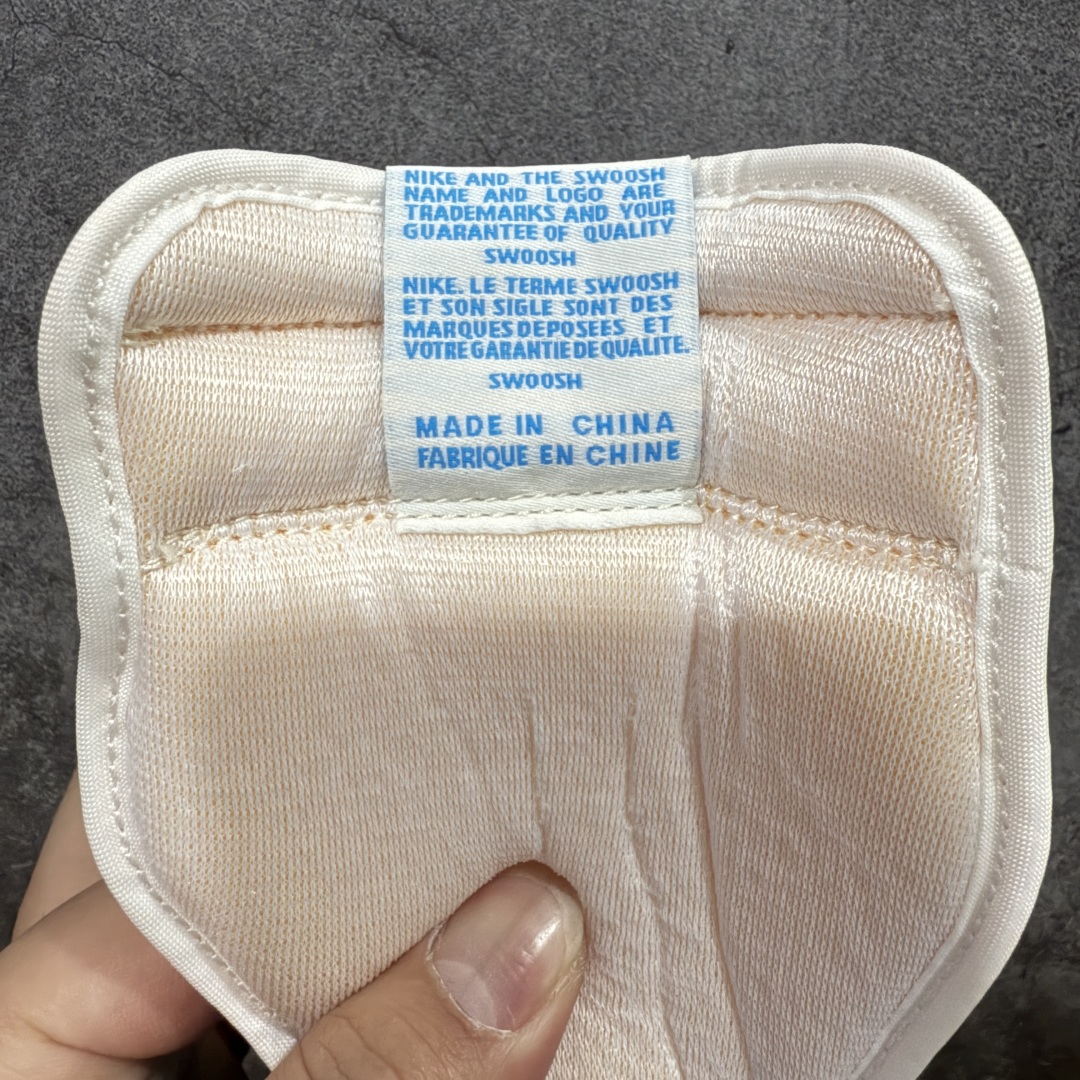 NIKE AND THE SWOOSH
NAME AND LOGO ARE
TRADEMARKS AND YOUR
GUARANTEE OF QUALITY
SWOOSH
NIKE. LE TERME SWOOSH
ET SON SIGLE SONT DES
MARQUES DEPOSEES ET
VOTRE GARANTIE DE QUALITE.
SWOOSH
MADE IN CHINA
FABRIQUE EN CHINE